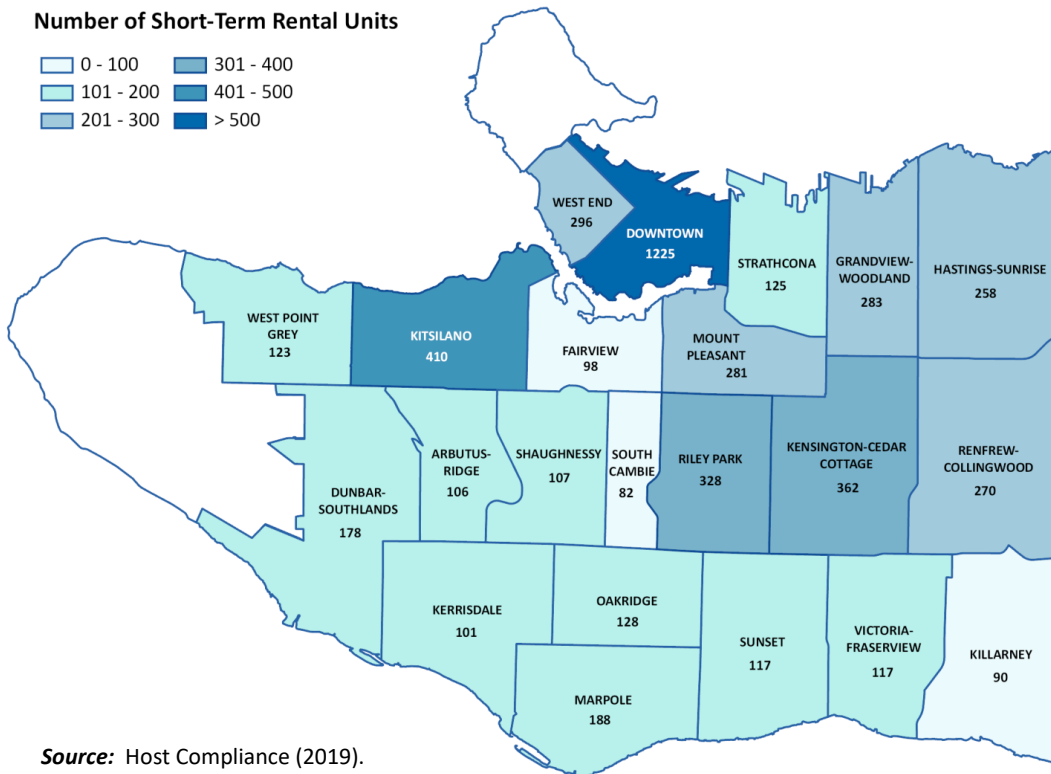 Number of Short-Term Rental Units
0 - 100
301 - 400
101 - 200
401 - 500
201 - 300
> 500
WEST END
296
DOWNTOWN
1225
STRATHCONA
125
GRANDVIEW-
WOODLAND
283
HASTINGS-SUNRISE
258
WEST POINT
GREY
123
KITSILANO
410
FAIRVIEW
98
MOUNT
PLEASANT
281
DUNBAR-
SOUTHLANDS
178
ARBUTUS-
RIDGE
106
SHAUGHNESSY
107
SOUTH
CAMBIE
82
RILEY PARK
328
KENSINGTON-CEDAR
COTTAGE
362
RENFREW-
COLLINGWOOD
270
KERRISDALE
101
OAKRIDGE
128
MARPOLE
188
SUNSET
117
VICTORIA-
FRASERVIEW
117
KILLARNEY
90
Source: Host Compliance (2019).